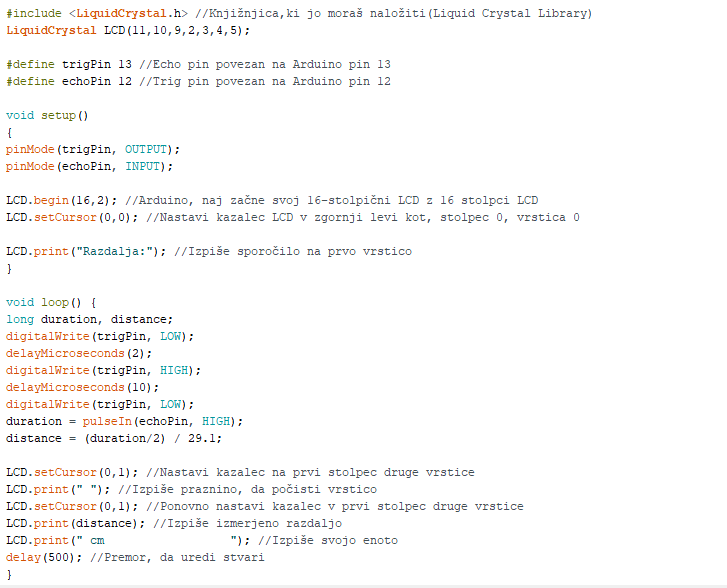 #include <LiquidCrystal.h> //Knjižnjica,ki jo moraš naložiti(Liquid Crystal Library)
LiquidCrystal LCD(11,10,9,2,3,4,5);
#define trigPin 13 //Echo pin povezan na Arduino pin 13
#define echoPin 12 //Trig pin povezan na Arduino pin 12
void setup()
{
pinMode(trigPin, OUTPUT);
pinMode(echoPin, INPUT);
LCD.begin(16,2); //Arduino, naj začne svoj 16-stolpični LCD z 16 stolpci LCD
LCD.setCursor(0,0); //Nastavi kazalec LCD v zgornji levi kot, stolpec 0, vrstica 0
LCD.print("Razdalja:"); //Izpiše sporočilo na prvo vrstico
}
void loop() {
long duration, distance;
digitalWrite(trigPin, LOW);
delayMicroseconds(2);
digitalWrite(trigPin, HIGH);
delayMicroseconds(10);
digitalWrite(trigPin, LOW);
duration = pulseIn(echoPin, HIGH);
distance = (duration/2) / 29.1;
LCD.setCursor(0,1); //Nastavi kazalec na prvi stolpec druge vrstice
LCD.print(" "); //Izpiše praznino, da počisti vrstico
LCD.setCursor(0,1); //Ponovno nastavi kazalec v prvi stolpec druge vrstice
LCD.print(distance); //Izpiše izmerjeno razdaljo
LCD.print(" cm                  "); //Izpiše svojo enoto
delay(500); //Premor, da uredi stvari
}